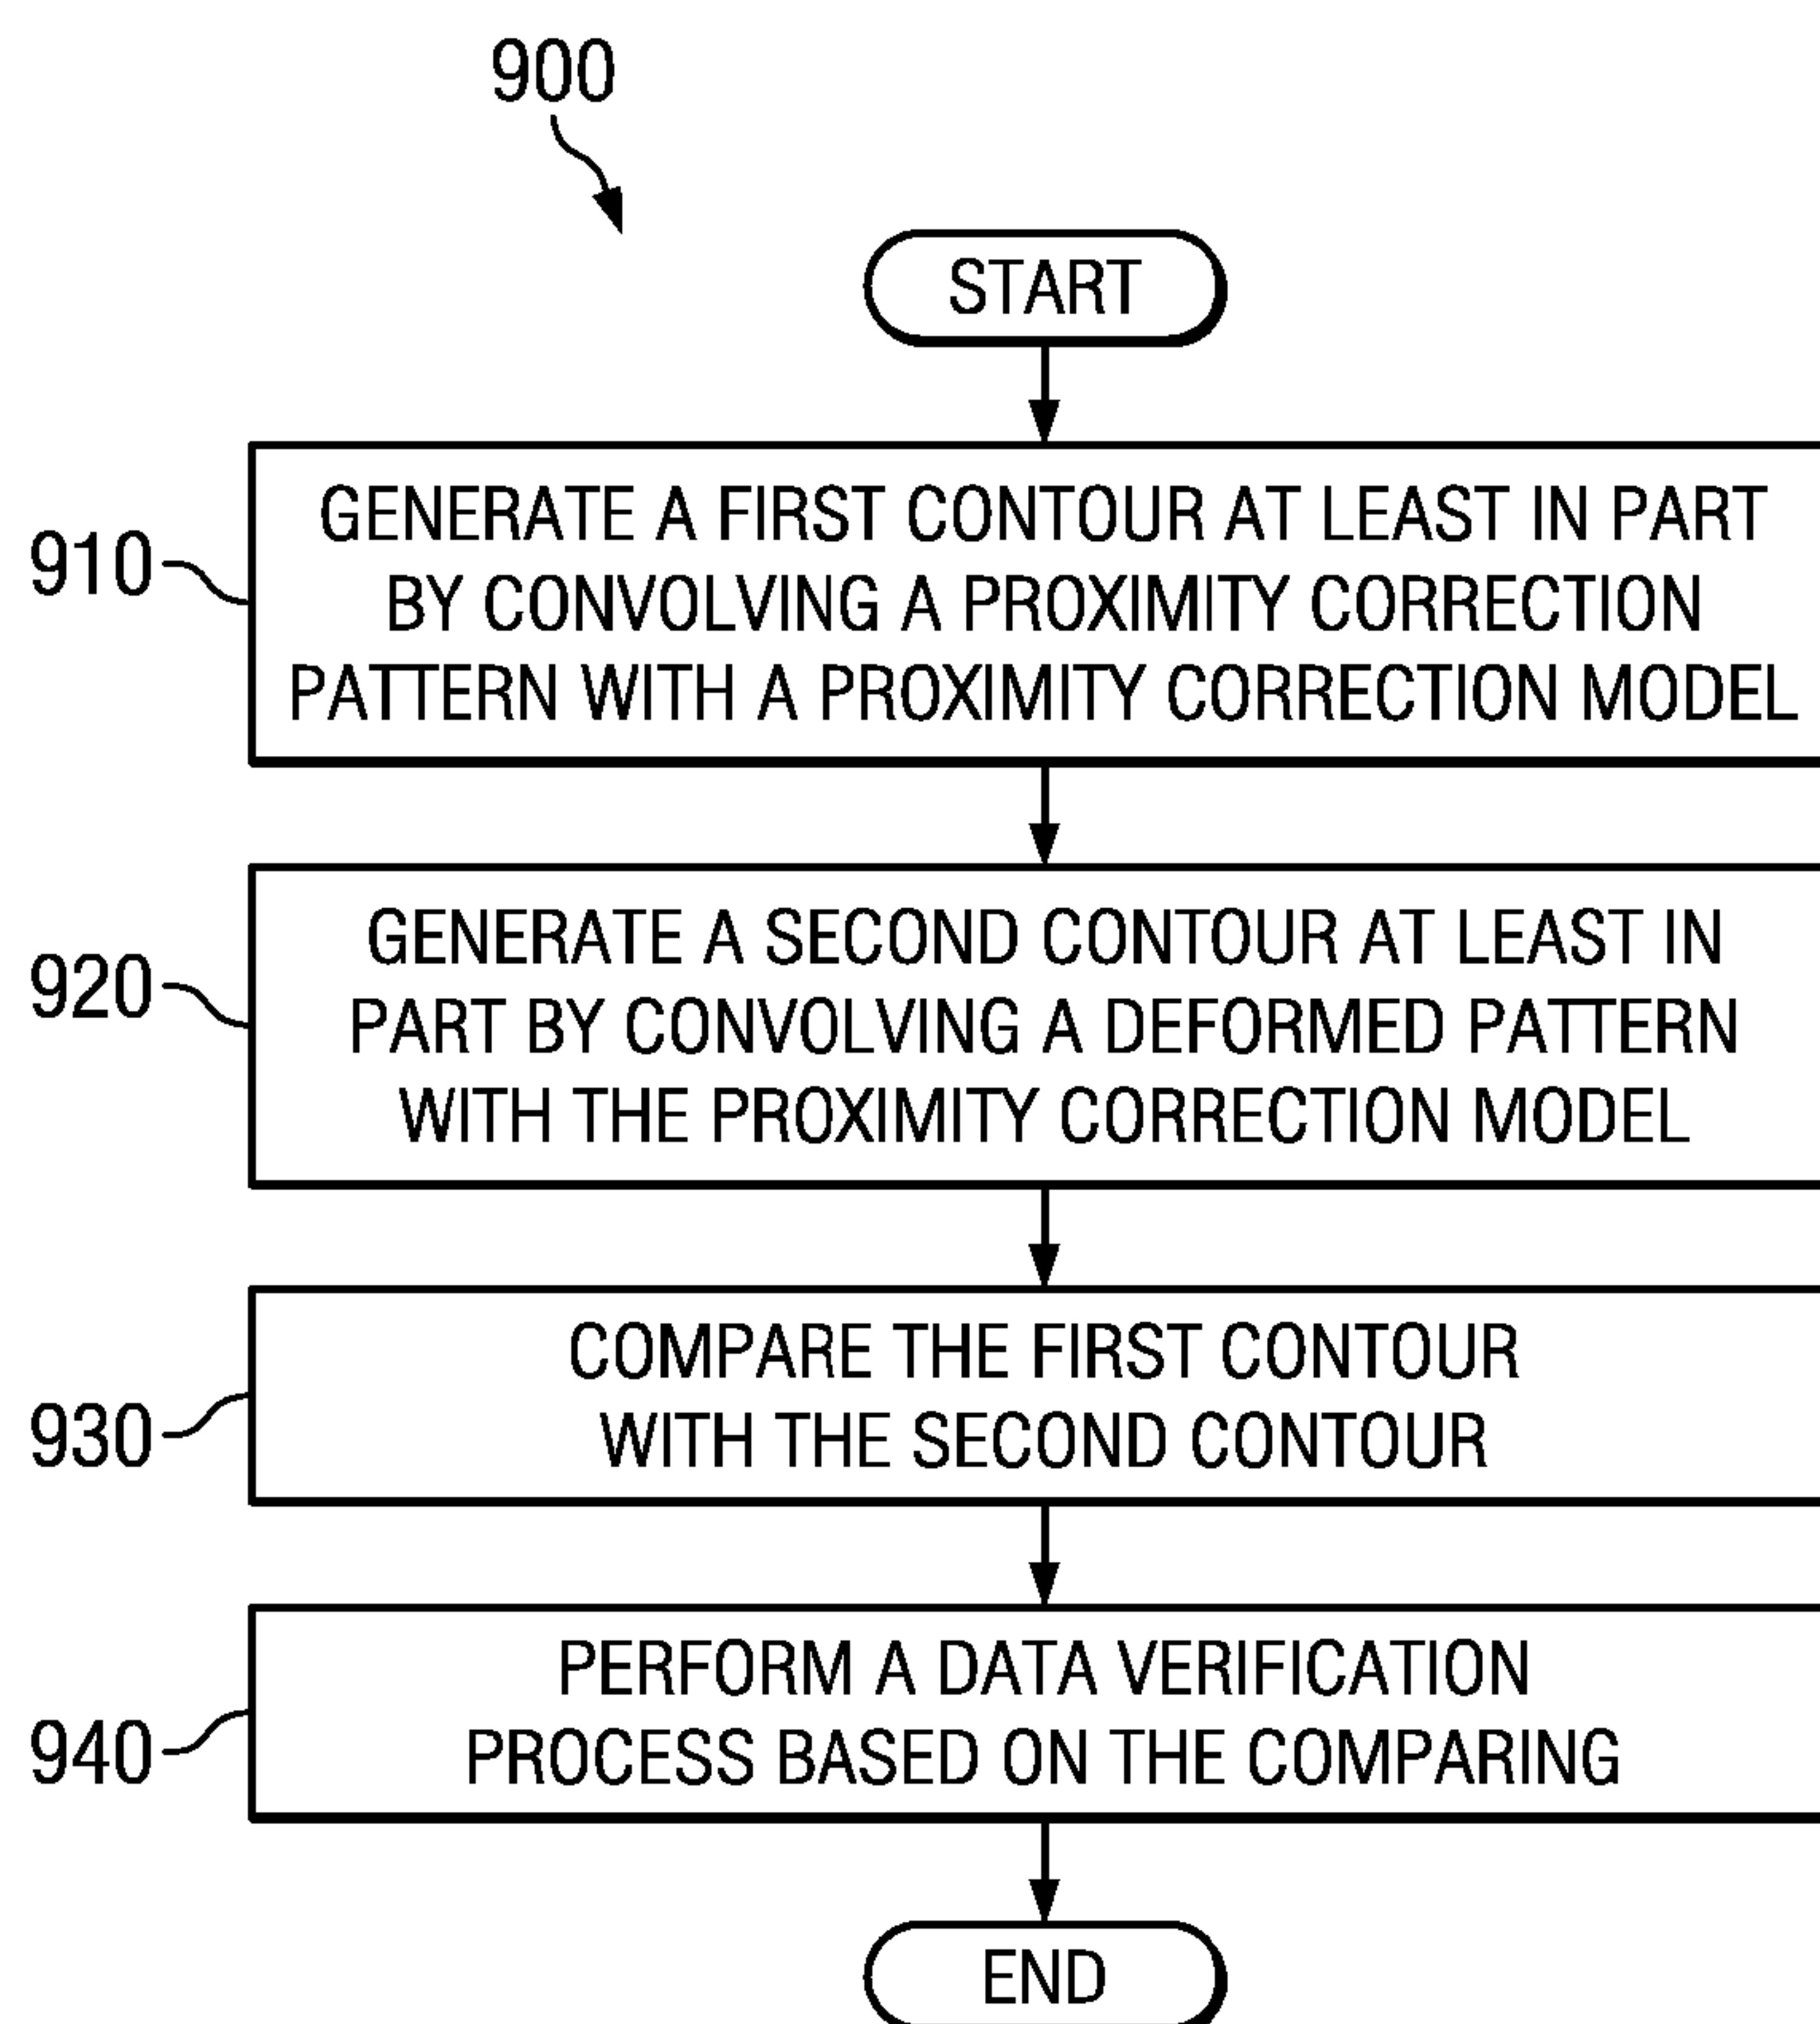 900
START
910
GENERATE A FIRST CONTOUR AT LEAST IN PART
BY CONVOLVING A PROXIMITY CORRECTION
PATTERN WITH A PROXIMITY CORRECTION MODEL
920
GENERATE A SECOND CONTOUR AT LEAST IN
PART BY CONVOLVING A DEFORMED PATTERN
WITH THE PROXIMITY CORRECTION MODEL
930
COMPARE THE FIRST CONTOUR
WITH THE SECOND CONTOUR
940
PERFORM A DATA VERIFICATION
PROCESS BASED ON THE COMPARING
END